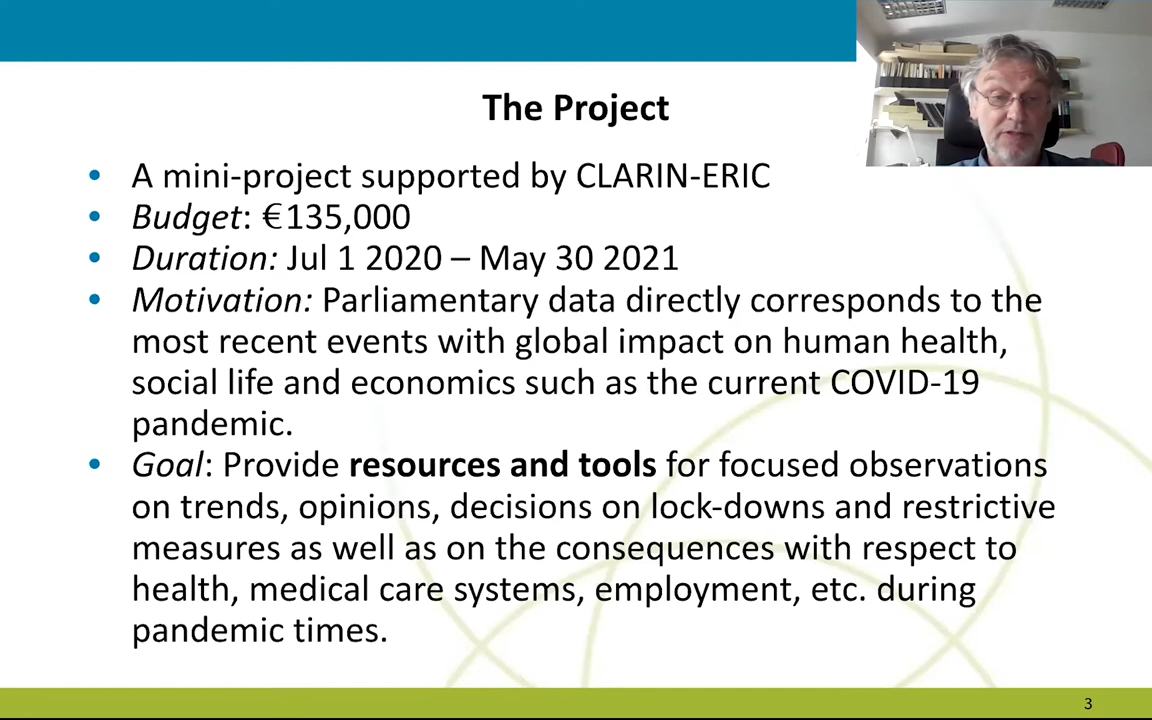 The Project
• A mini-project supported by CLARIN-ERIC
• Budget: €135,000
• Duration: Jul 1 2020 – May 30 2021
• Motivation: Parliamentary data directly corresponds to the
most recent events with global impact on human health,
social life and economics such as the current COVID-19
pandemic.
• Goal: Provide resources and tools for focused observations
on trends, opinions, decisions on lock-downs and restrictive
measures as well as on the consequences with respect to
health, medical care systems, employment, etc. during
pandemic times.
3